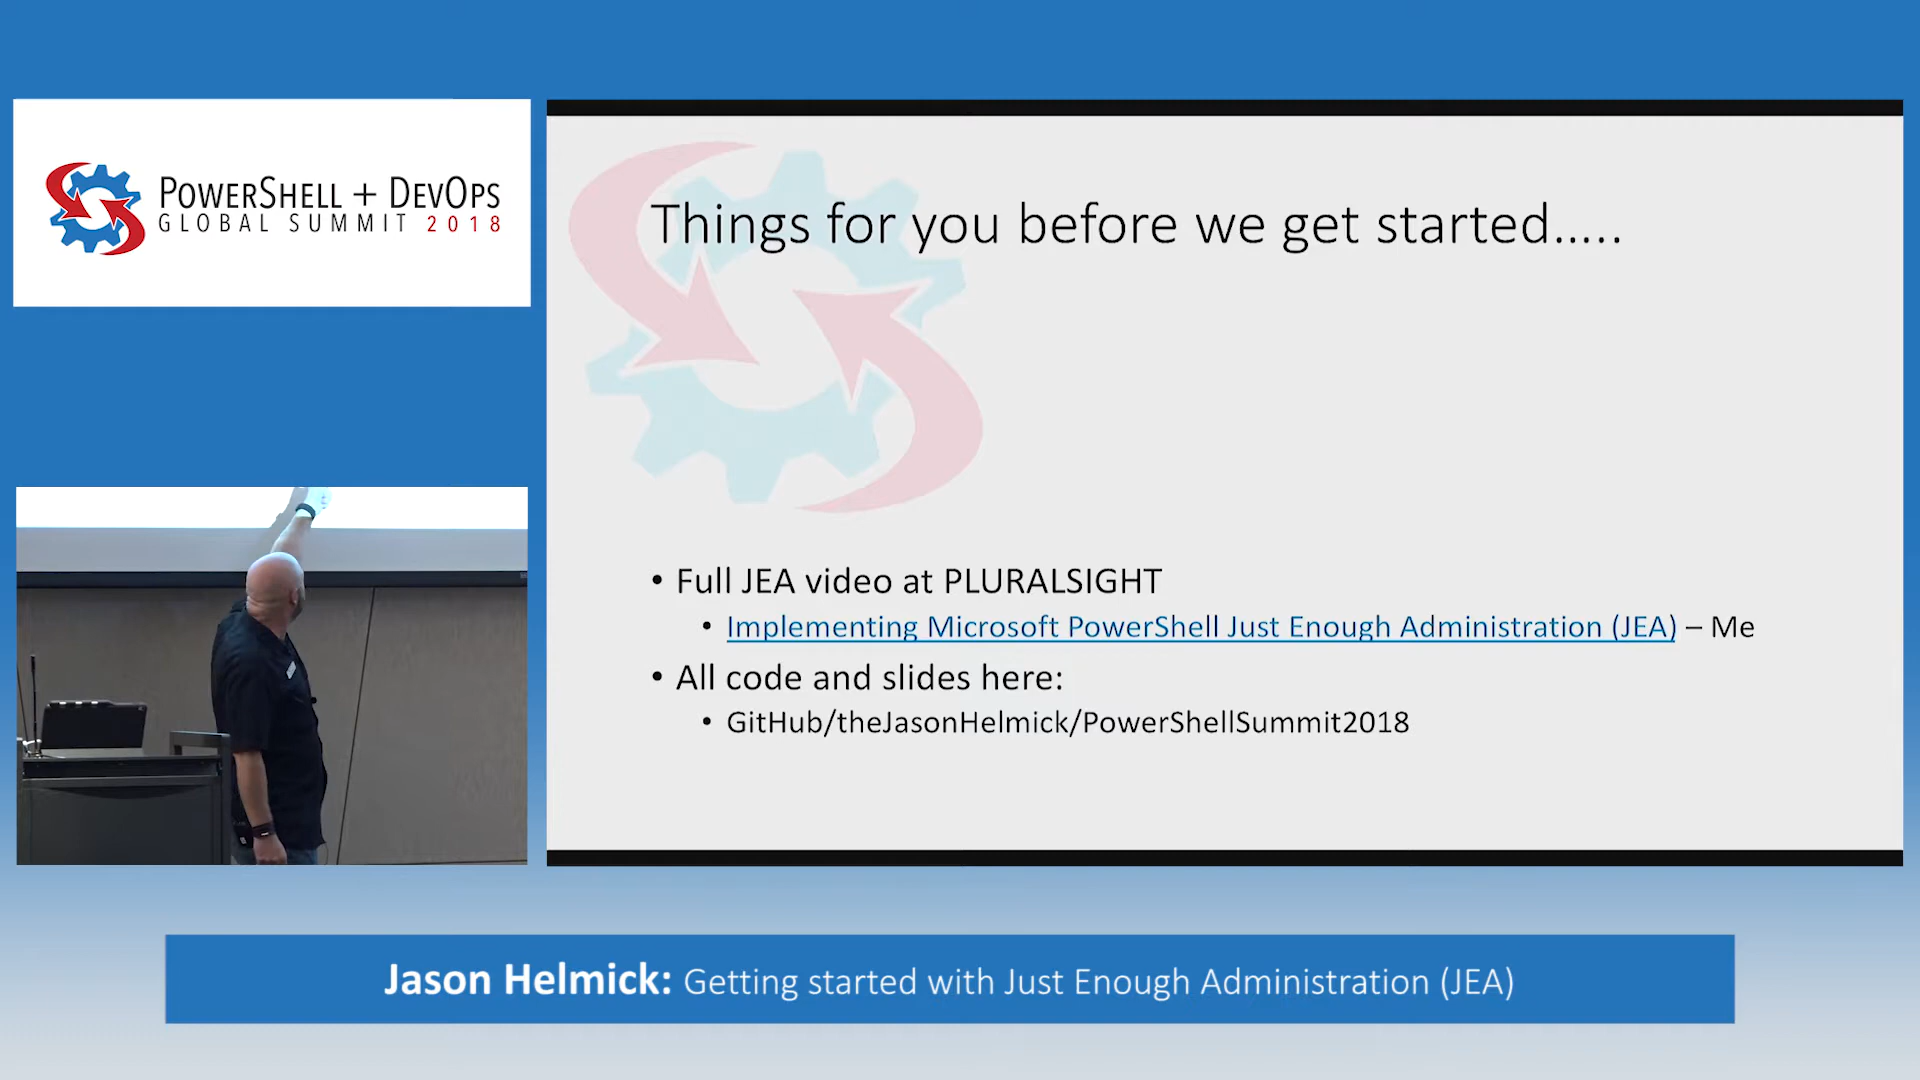 POWERSHELL + DEVOPS
GLOBAL SUMMIT 2018
Things for you before we get started.....
• Full JEA video at PLURALSIGHT
• Implementing Microsoft PowerShell Just Enough Administration (JEA) – Me
• All code and slides here:
• GitHub/theJasonHelmick/PowerShellSummit2018
Jason Helmick: Getting started with Just Enough Administration (JEA)